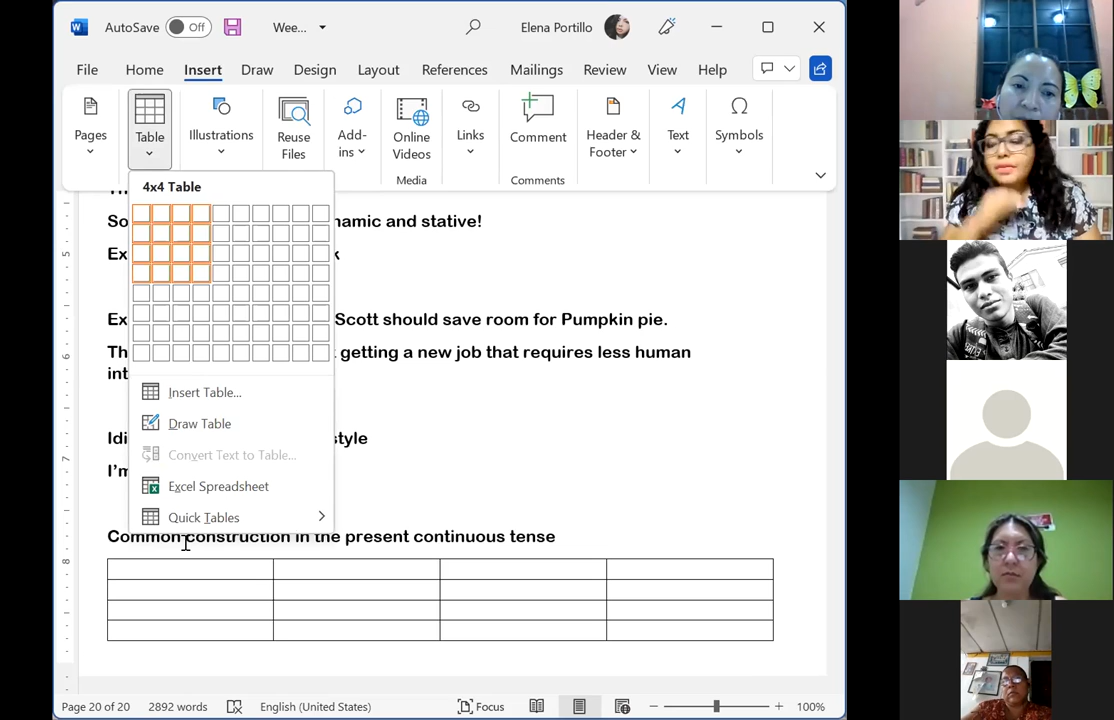 AutoSave Off Wee... Elena Portillo
File Home Insert Draw Design Layout References Mailings Review View Help
Pages Table Illustrations Reuse Files Add-ins Online Videos Links Comment Header & Footer Text Symbols
Media Comments
4x4 Table
So namic and stative!
Ex k
Ex Scott should save room for Pumpkin pie.
Th getting a new job that requires less human
int
Insert Table...
Draw Table
Idi style
Convert Text to Table...
I'm
Excel Spreadsheet
Quick Tables
Common construction in the present continuous tense
5
6
7
8
Page 20 of 20 2892 words English (United States) Focus 100%